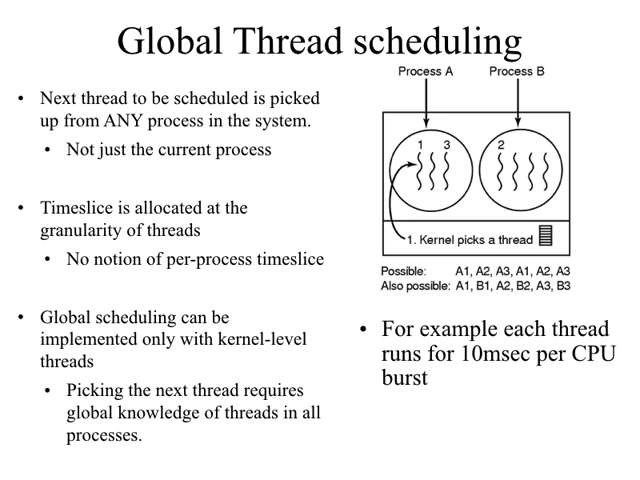 Global Thread scheduling
• Next thread to be scheduled is picked
up from ANY process in the system.
• Not just the current process
• Timeslice is allocated at the
granularity of threads
• No notion of per-process timeslice
• Global scheduling can be
implemented only with kernel-level
threads
• Picking the next thread requires
global knowledge of threads in all
processes.
Process A Process B
1 3 2
1. Kernel picks a thread
Possible: A1, A2, A3, A1, A2, A3
Also possible: A1, B1, A2, B2, A3, B3
• For example each thread
runs for 10msec per CPU
burst